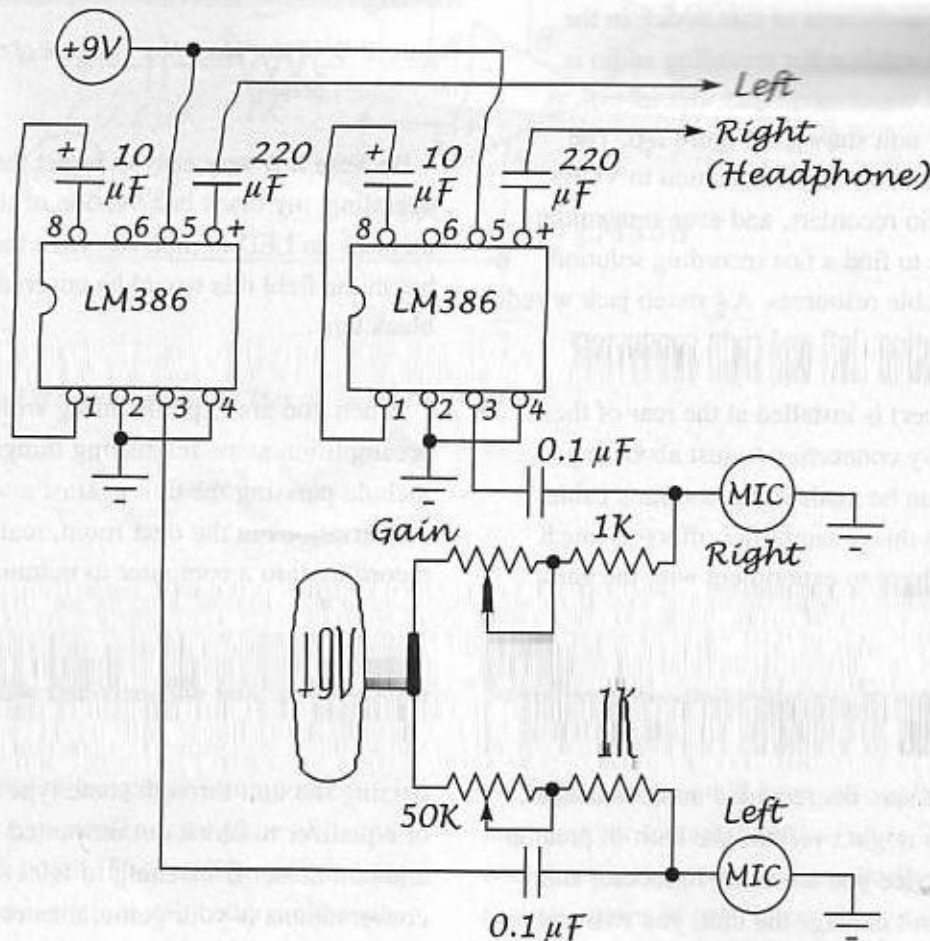 +9V
Left
Right
(Headphone)
+ 10 μF
220 μF
+ 10 μF
220 μF
8 6 5 +
8 6 5 +
LM386
LM386
1 2 3 4
1 2 3 4
0.1 μF
MIC
Right
Gain
1K
+9
1K
50K
Left
MIC
0.1 μF